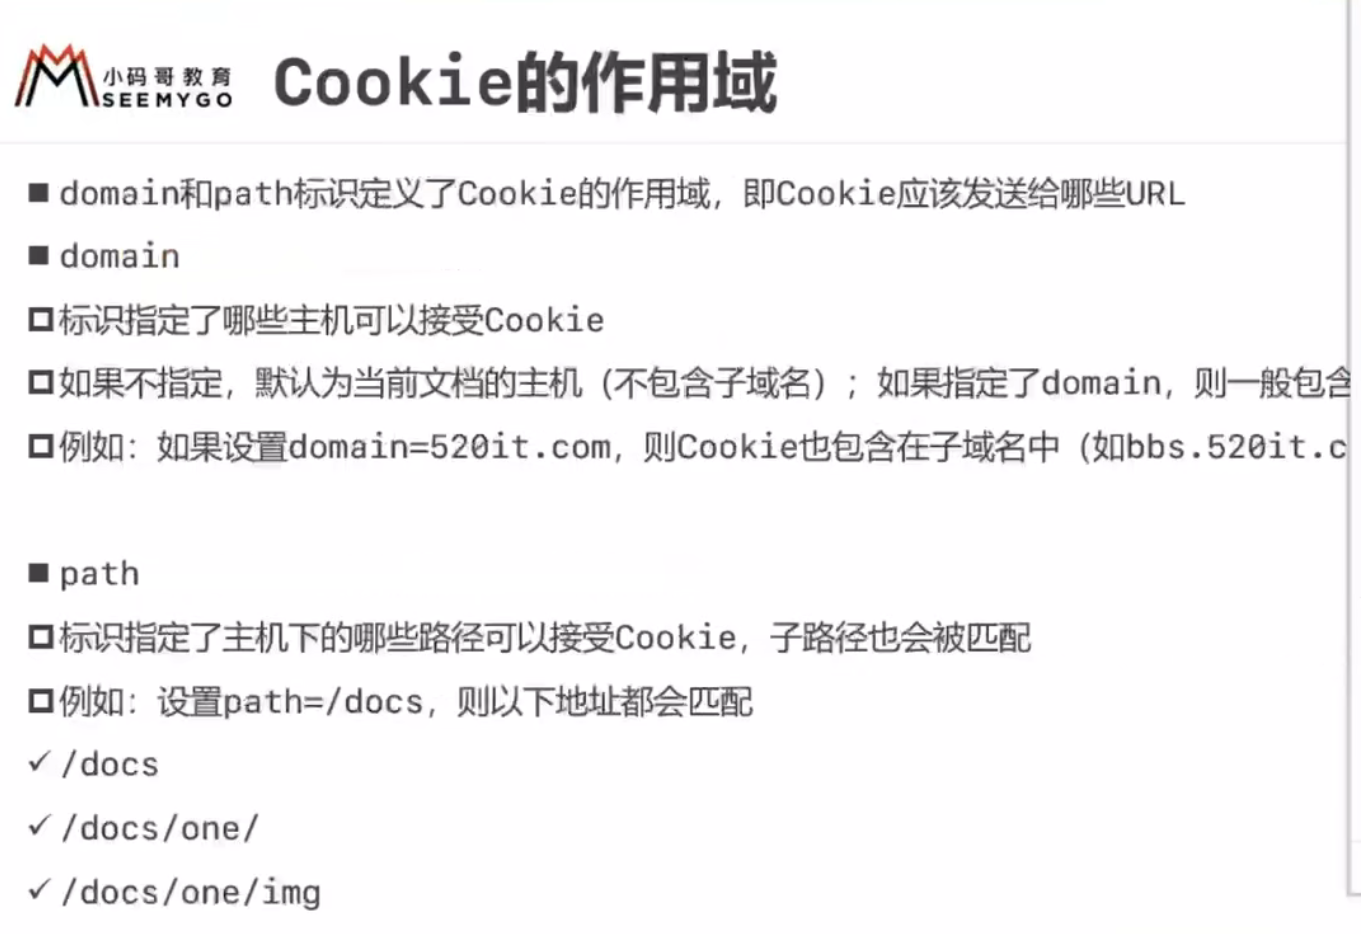 小码哥教育
SEEMYGO
Cookie的作用域
domain和path标识定义了Cookie的作用域，即Cookie应该发送给哪些URL
domain
标识指定了哪些主机可以接受Cookie
如果不指定，默认为当前文档的主机（不包含子域名）；如果指定了domain，则一般包含
例如：如果设置domain=520it.com，则Cookie也包含在子域名中（如bbs.520it.c
path
标识指定了主机下的哪些路径可以接受Cookie，子路径也会被匹配
例如：设置path=/docs，则以下地址都会匹配
✓ /docs
✓ /docs/one/
✓ /docs/one/img